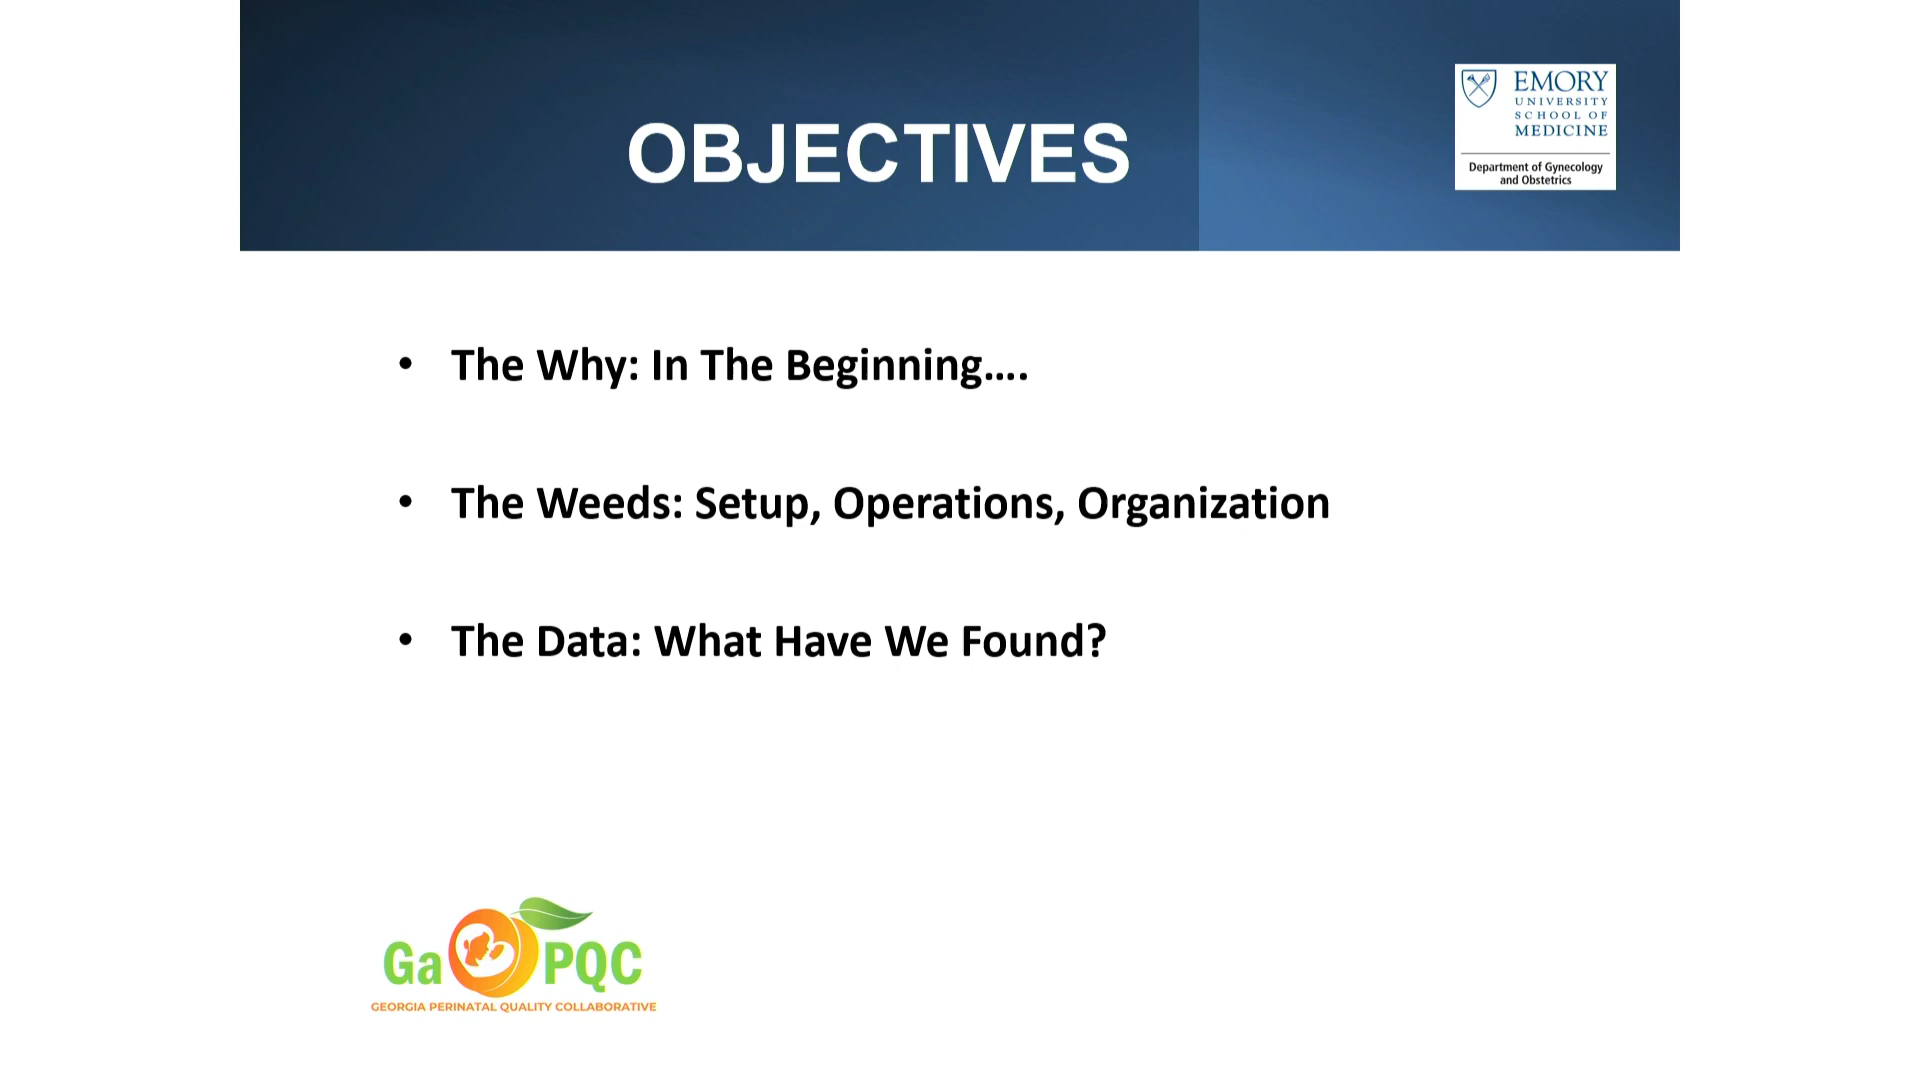 OBJECTIVES
EMORY
UNIVERSITY
SCHOOL OF
MEDICINE
Department of Gynecology
and Obstetrics
• The Why: In The Beginning....
• The Weeds: Setup, Operations, Organization
• The Data: What Have We Found?
Ga PQC
GEORGIA PERINATAL QUALITY COLLABORATIVE